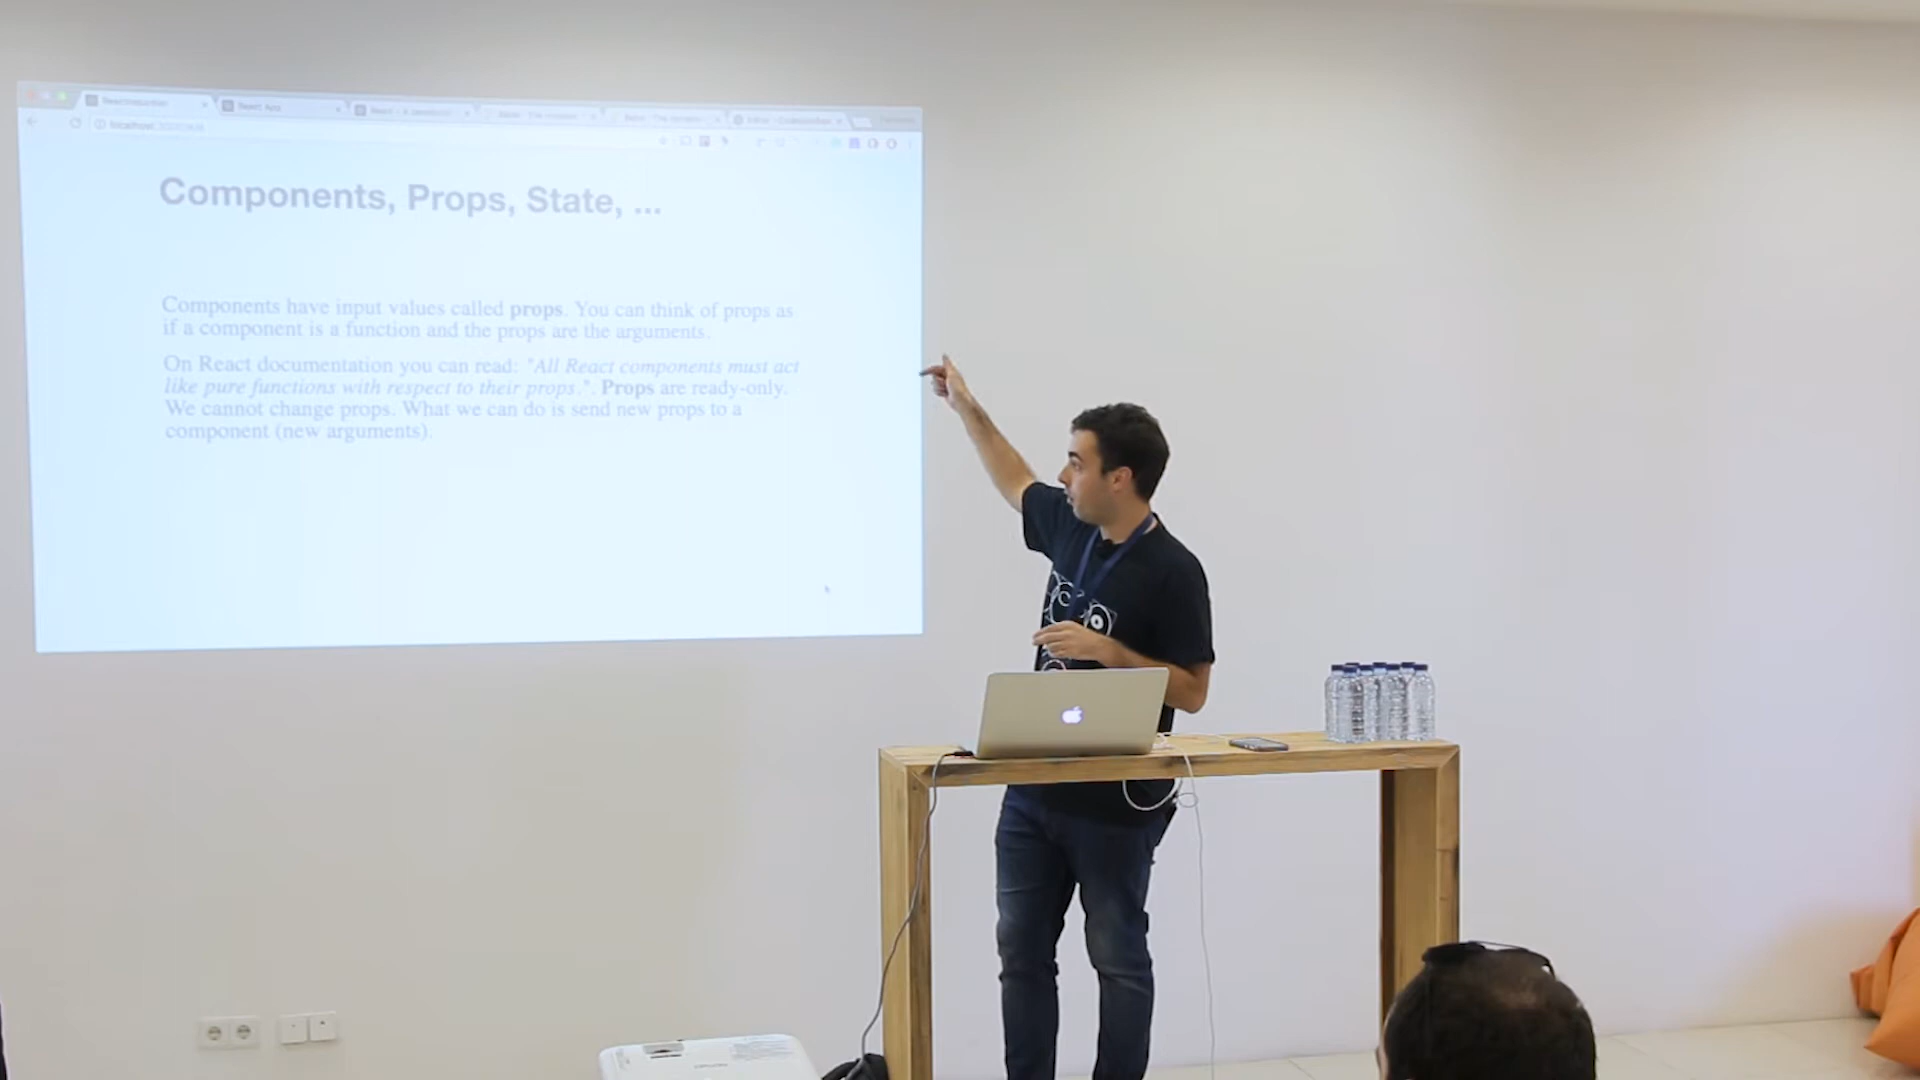 React App
localhost
Components, Props, State, ...
Components have input values called props. You can think of props as
if a component is a function and the props are the arguments.
On React documentation you can read: "All React components must act
like pure functions with respect to their props.". Props are ready-only.
We cannot change props. What we can do is send new props to a
component (new arguments).